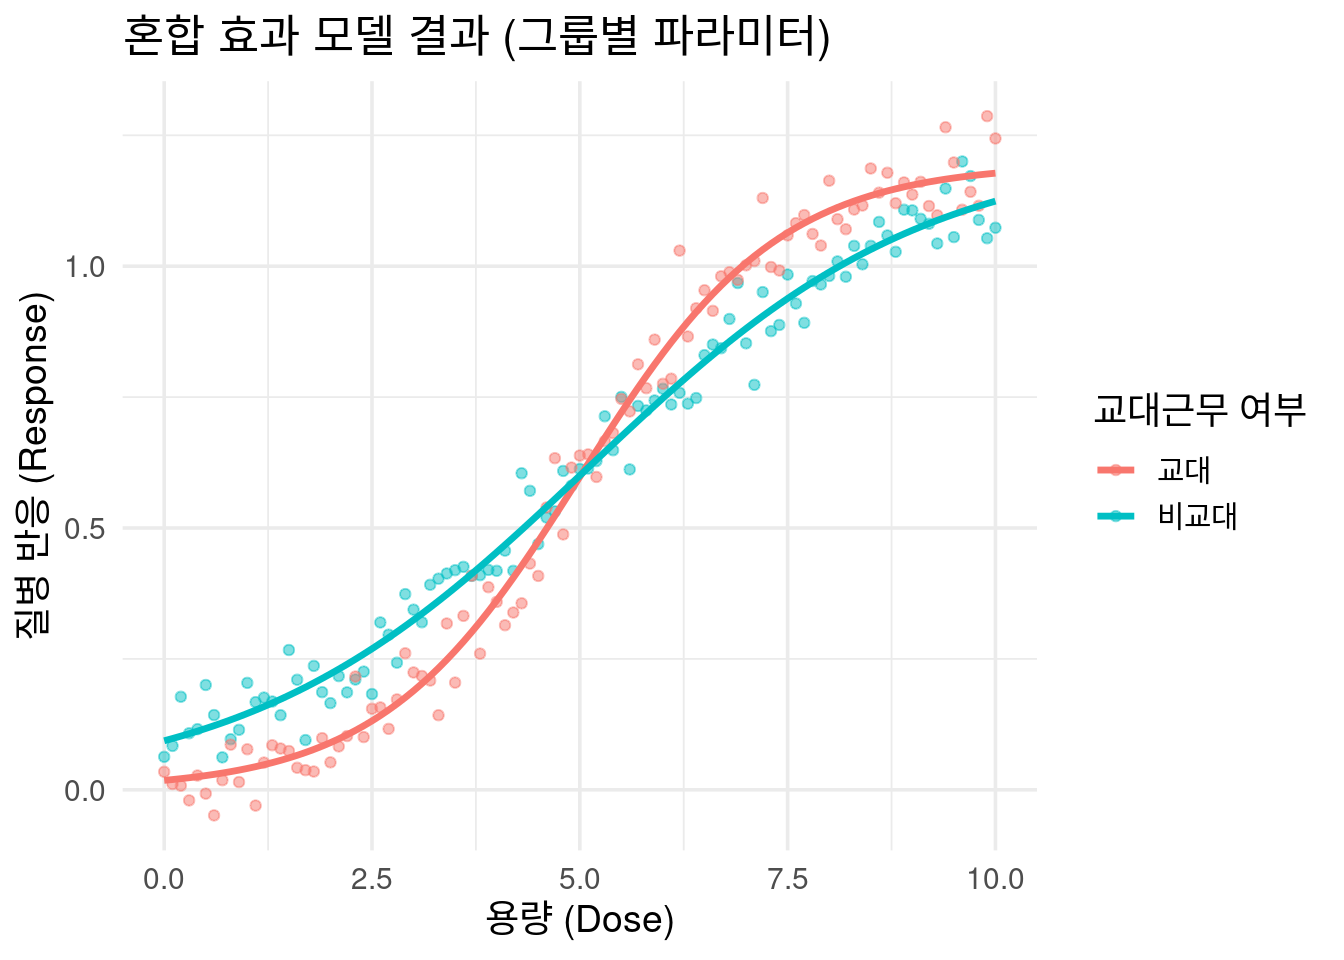 혼합 효과 모델 결과 (그룹별 파라미터)
질병 반응 (Response)
1.0
0.5
0.0
0.0 2.5 5.0 7.5 10.0
용량 (Dose)
교대근무 여부
교대
비교대